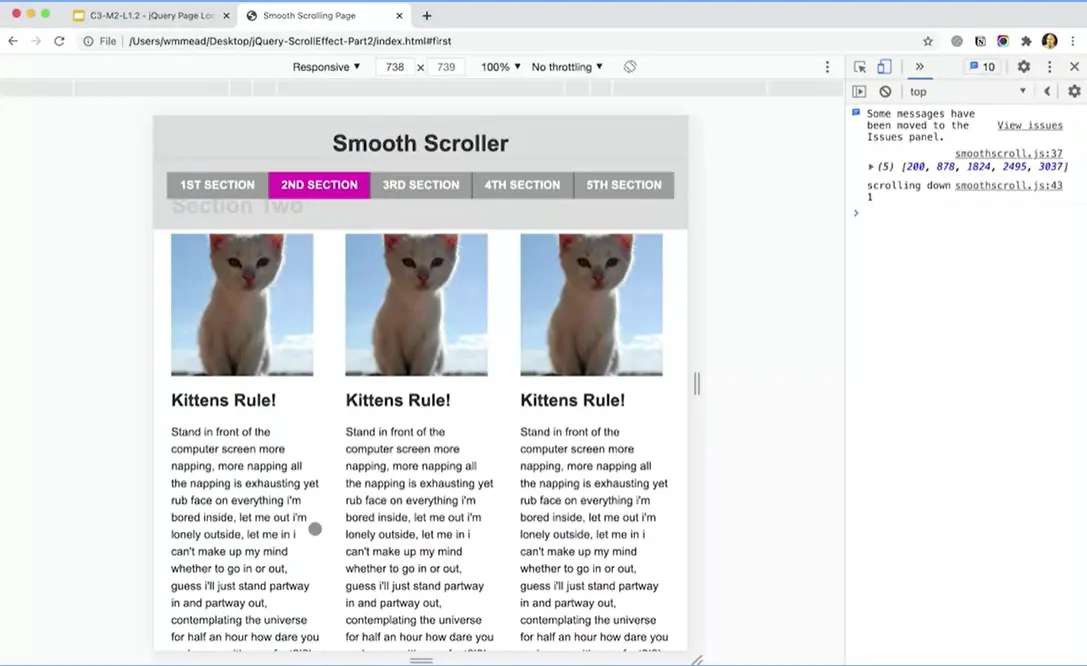 C3-M2-L1.2 - jQuery Page Loc
Smooth Scrolling Page
File | /Users/wmmead/Desktop/jQuery-ScrollEffect-Part2/index.html#first
Responsive 738 × 739 100% No throttling
10
top
Some messages have been moved to the Issues panel.
View issues
smoothscroll.js:37
(5) [200, 878, 1824, 2495, 3037]
scrolling down smoothscroll.js:43
1
Smooth Scroller
1ST SECTION 2ND SECTION 3RD SECTION 4TH SECTION 5TH SECTION
Section Two
Kittens Rule!
Stand in front of the
computer screen more
napping, more napping all
the napping is exhausting yet
rub face on everything i'm
bored inside, let me out i'm
lonely outside, let me in i
can't make up my mind
whether to go in or out,
guess i'll just stand partway
in and partway out,
contemplating the universe
for half an hour how dare you
Kittens Rule!
Stand in front of the
computer screen more
napping, more napping all
the napping is exhausting yet
rub face on everything i'm
bored inside, let me out i'm
lonely outside, let me in i
can't make up my mind
whether to go in or out,
guess i'll just stand partway
in and partway out,
contemplating the universe
for half an hour how dare you
Kittens Rule!
Stand in front of the
computer screen more
napping, more napping all
the napping is exhausting yet
rub face on everything i'm
bored inside, let me out i'm
lonely outside, let me in i
can't make up my mind
whether to go in or out,
guess i'll just stand partway
in and partway out,
contemplating the universe
for half an hour how dare you